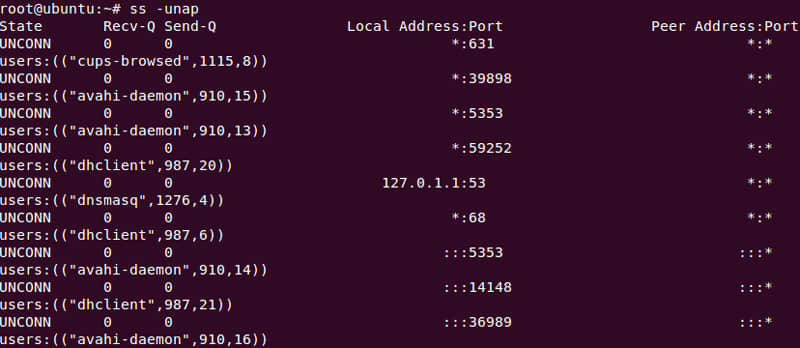 root@ubuntu:~# ss -unap
State Recv-Q Send-Q Local Address:Port Peer Address:Port
UNCONN 0 0 *:631 *:*
users:(("cups-browsed",1115,8))
UNCONN 0 0 *:39898 *:*
users:(("avahi-daemon",910,15))
UNCONN 0 0 *:5353 *:*
users:(("avahi-daemon",910,13))
UNCONN 0 0 *:59252 *:*
users:(("dhclient",987,20))
UNCONN 0 0 127.0.1.1:53 *:*
users:(("dnsmasq",1276,4))
UNCONN 0 0 *:68 *:*
users:(("dhclient",987,6))
UNCONN 0 0 :::5353 :::*
users:(("avahi-daemon",910,14))
UNCONN 0 0 :::14148 :::*
users:(("dhclient",987,21))
UNCONN 0 0 :::36989 :::*
users:(("avahi-daemon",910,16))